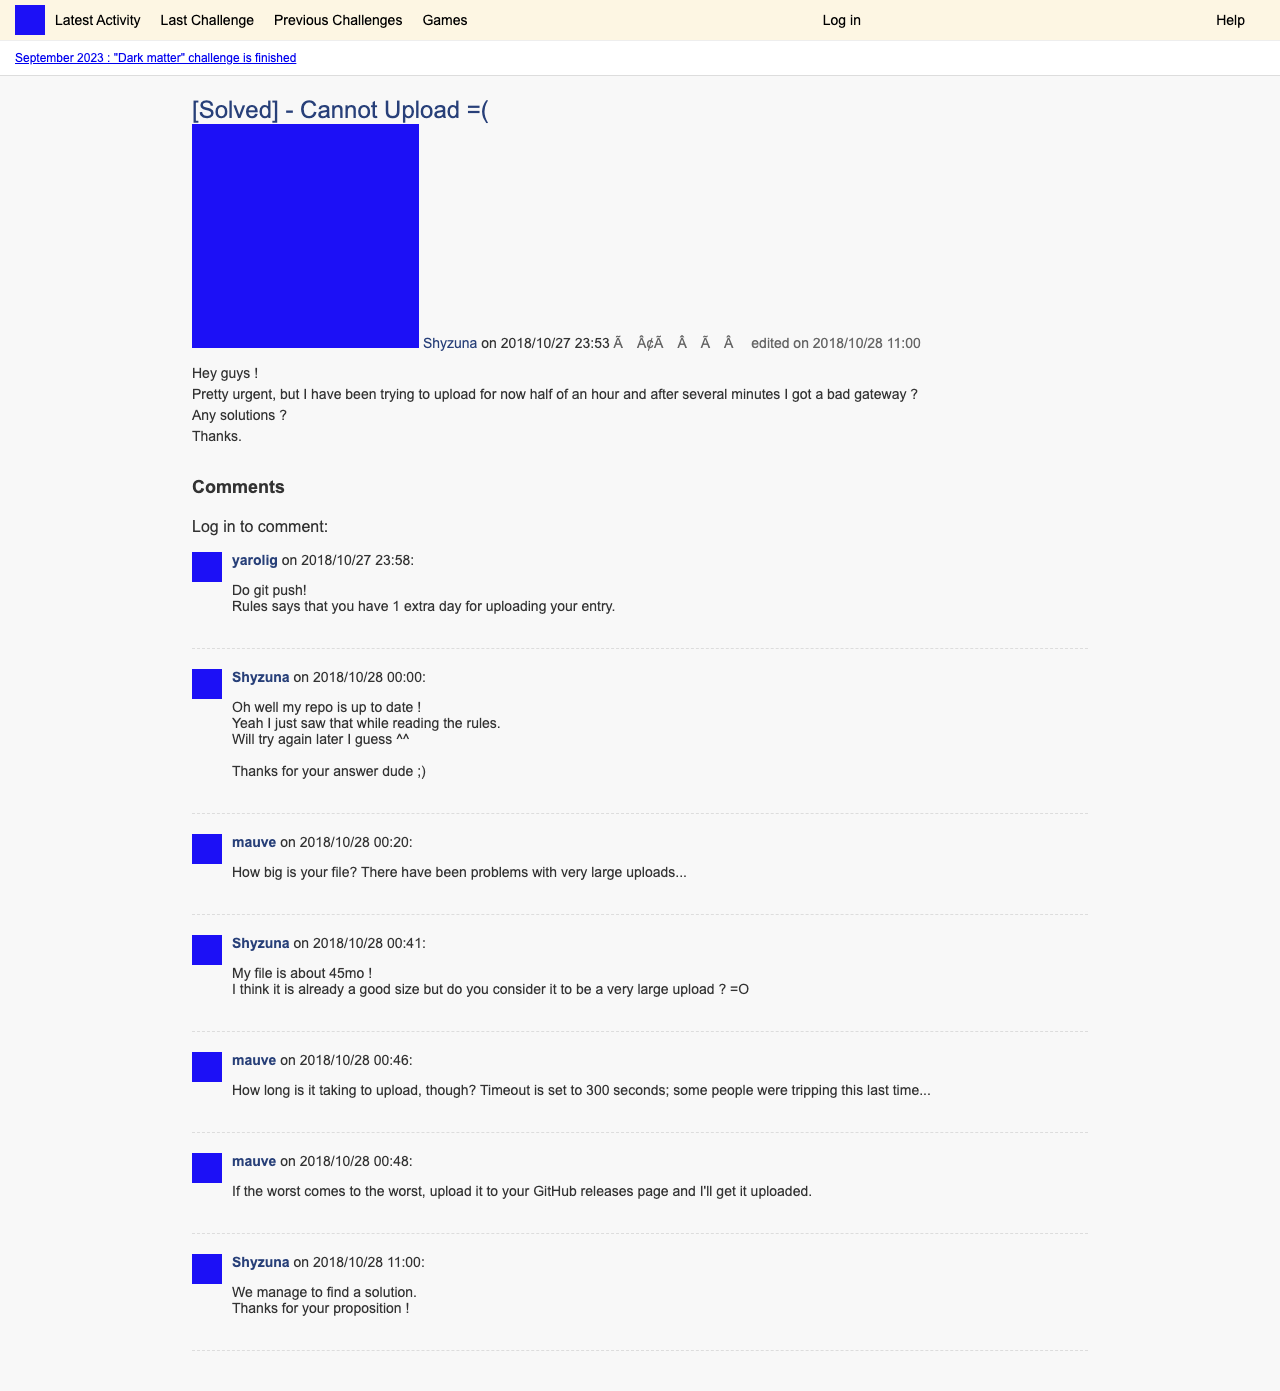 Latest Activity Last Challenge Previous Challenges Games Log in Help
September 2023 : "Dark matter" challenge is finished
[Solved] - Cannot Upload =(
Shyzuna on 2018/10/27 23:53 Ã Â¢Ã Â Ã Â edited on 2018/10/28 11:00
Hey guys !
Pretty urgent, but I have been trying to upload for now half of an hour and after several minutes I got a bad gateway ?
Any solutions ?
Thanks.
Comments
Log in to comment:
yarolig on 2018/10/27 23:58:
Do git push!
Rules says that you have 1 extra day for uploading your entry.
Shyzuna on 2018/10/28 00:00:
Oh well my repo is up to date !
Yeah I just saw that while reading the rules.
Will try again later I guess ^^
Thanks for your answer dude ;)
mauve on 2018/10/28 00:20:
How big is your file? There have been problems with very large uploads...
Shyzuna on 2018/10/28 00:41:
My file is about 45mo !
I think it is already a good size but do you consider it to be a very large upload ? =O
mauve on 2018/10/28 00:46:
How long is it taking to upload, though? Timeout is set to 300 seconds; some people were tripping this last time...
mauve on 2018/10/28 00:48:
If the worst comes to the worst, upload it to your GitHub releases page and I'll get it uploaded.
Shyzuna on 2018/10/28 11:00:
We manage to find a solution.
Thanks for your proposition !